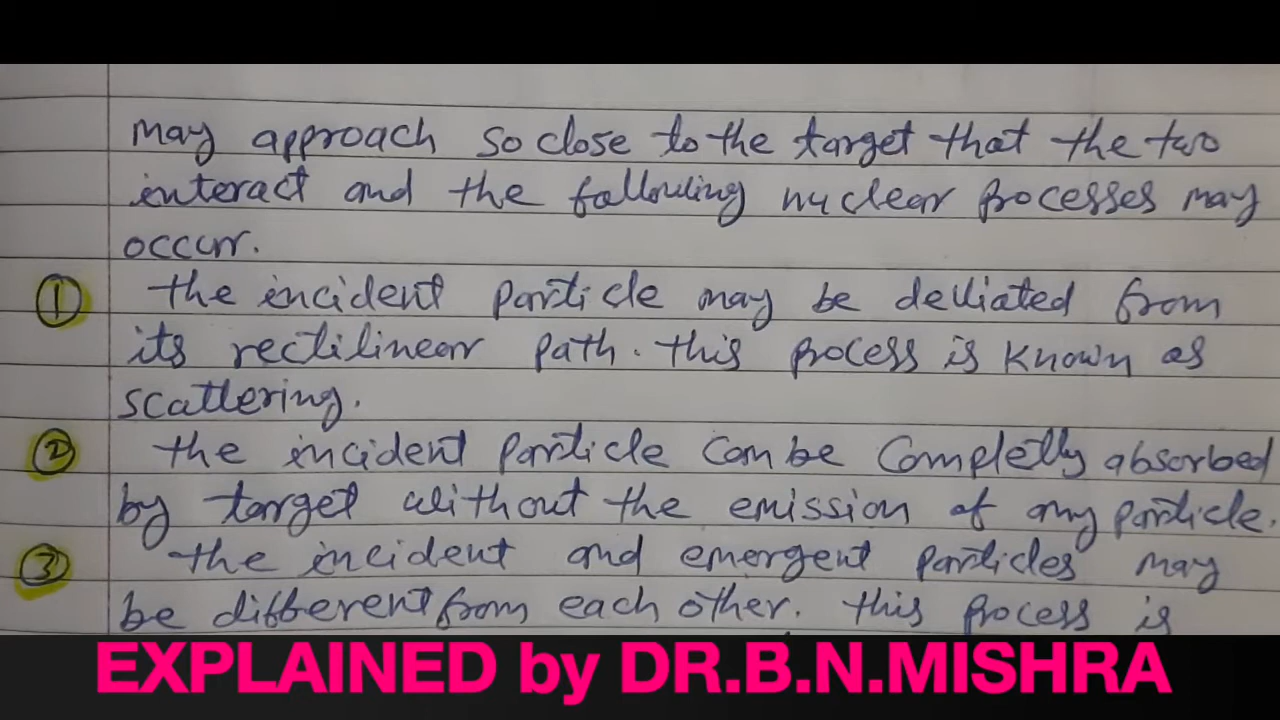 may approach so close to the target that the two
interact and the following nuclear processes may
occur.
① the incident particle may be deviated from
its rectilinear path. this process is known as
scattering.
② the incident particle can be completly absorbed
by target without the emission of any particle.
③ the incident and emergent particles may
be different from each other. this process is
EXPLAINED by DR.B.N.MISHRA